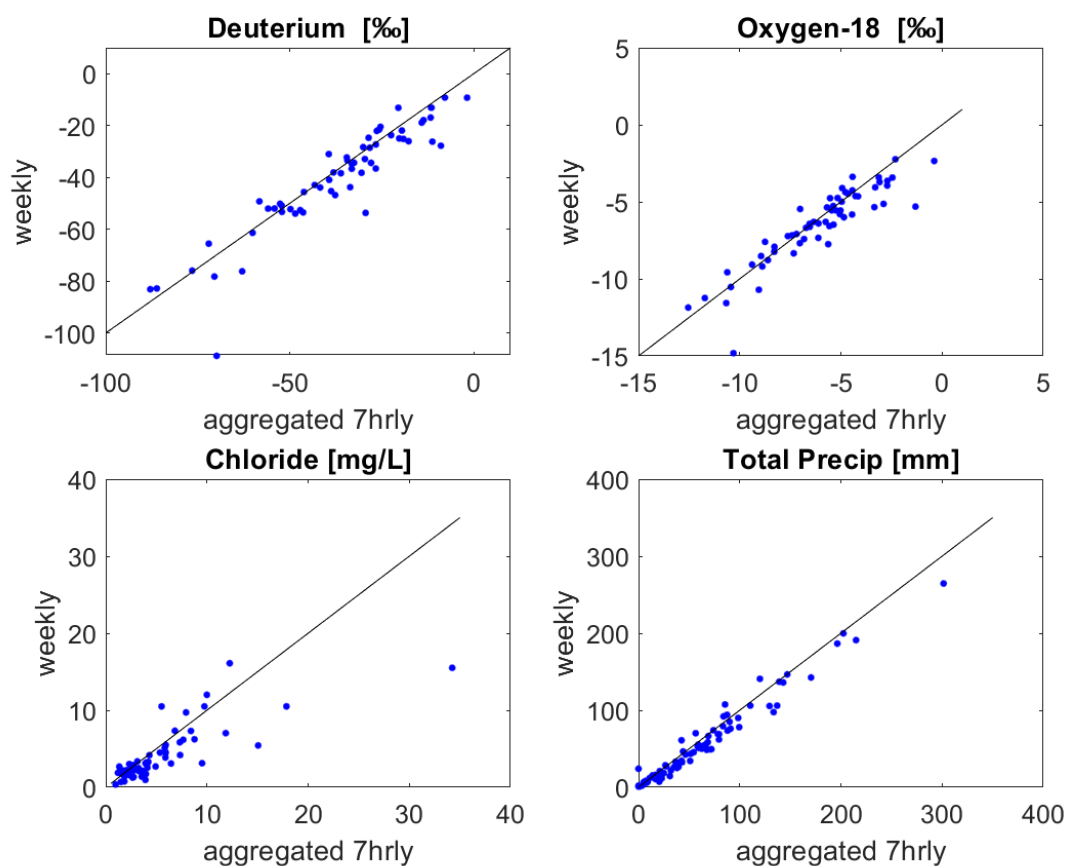 Deuterium [‰]
0
-20
-40
-60
-80
-100
weekly
-100 -50 0
aggregated 7hrly
Oxygen-18 [‰]
5
0
-5
-10
-15
weekly
-15 -10 -5 0 5
aggregated 7hrly
Chloride [mg/L]
40
30
20
10
0
weekly
0 10 20 30 40
aggregated 7hrly
Total Precip [mm]
400
300
200
100
0
weekly
0 100 200 300 400
aggregated 7hrly